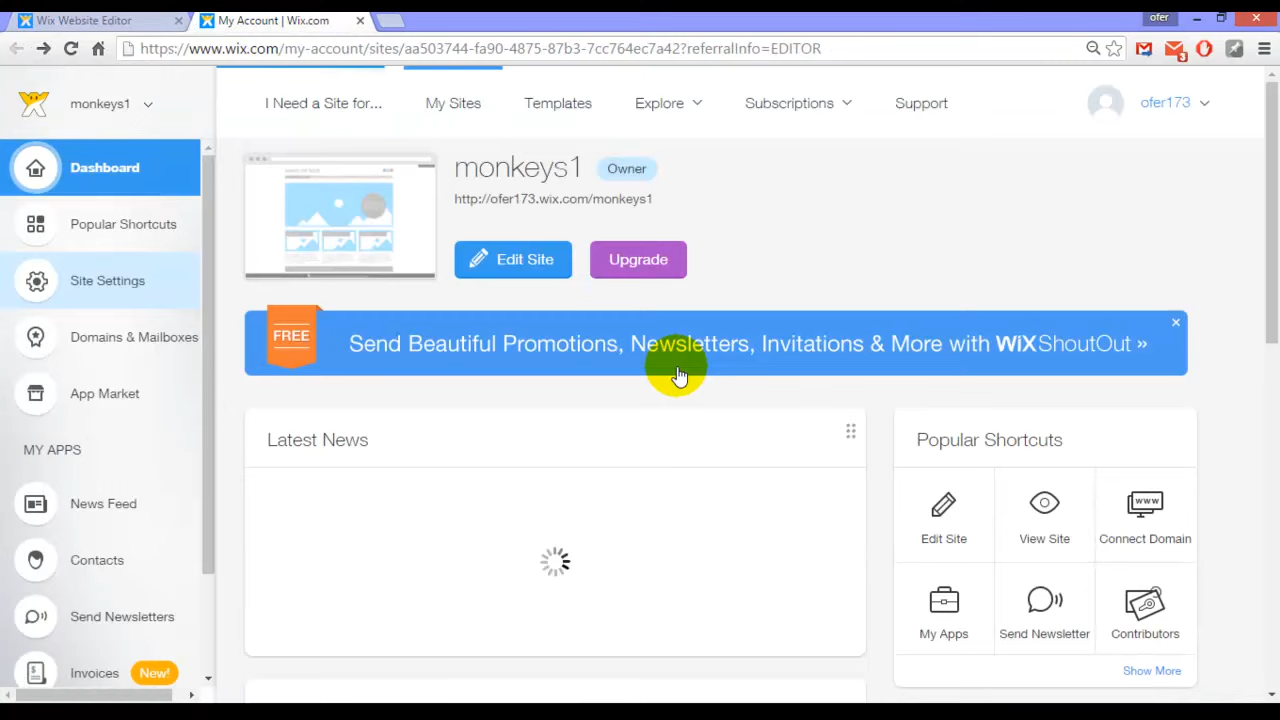 Wix Website Editor
My Account | Wix.com
ofer
https://www.wix.com/my-account/sites/aa503744-fa90-4875-87b3-7cc764ec7a42?referralInfo=EDITOR
3
monkeys1
I Need a Site for...
My Sites
Templates
Explore
Subscriptions
Support
ofer173
Dashboard
Popular Shortcuts
Site Settings
Domains & Mailboxes
App Market
MY APPS
News Feed
Contacts
Send Newsletters
Invoices New!
monkeys1 Owner
http://ofer173.wix.com/monkeys1
Edit Site
Upgrade
FREE
Send Beautiful Promotions, Newsletters, Invitations & More with WiXShoutOut »
Latest News
Popular Shortcuts
Edit Site
View Site
www
Connect Domain
My Apps
Send Newsletter
Contributors
Show More